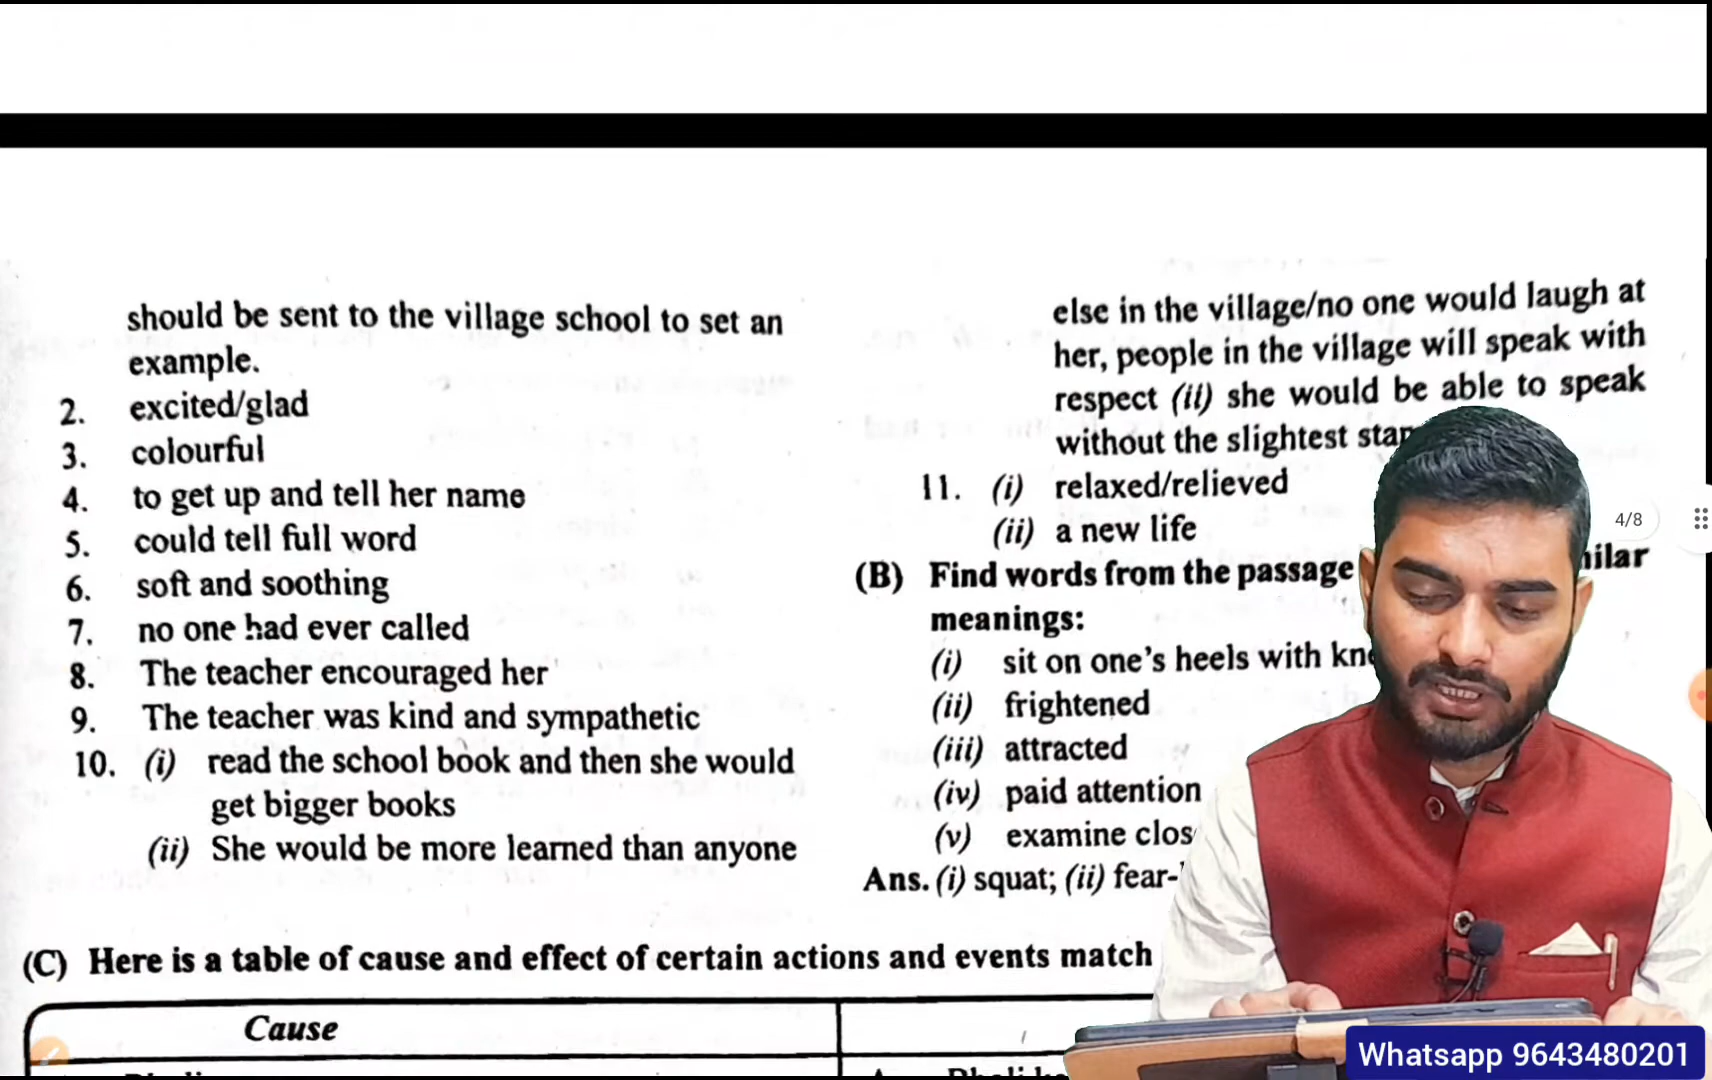 should be sent to the village school to set an
example.
2. excited/glad
3. colourful
4. to get up and tell her name
5. could tell full word
6. soft and soothing
7. no one had ever called
8. The teacher encouraged her
9. The teacher was kind and sympathetic
10. (i) read the school book and then she would
get bigger books
(ii) She would be more learned than anyone
else in the village/no one would laugh at
her, people in the village will speak with
respect (ii) she would be able to speak
without the slightest
11. (i) relaxed/relieved
(ii) a new life
(B) Find words from the passage
meanings:
(i) sit on one's heels with
(ii) frightened
(iii) attracted
(iv) paid attention
(v) examine
Ans. (i) squat; (ii) fear-
(C) Here is a table of cause and effect of certain actions and events match
Cause
4/8
Whatsapp 9643480201